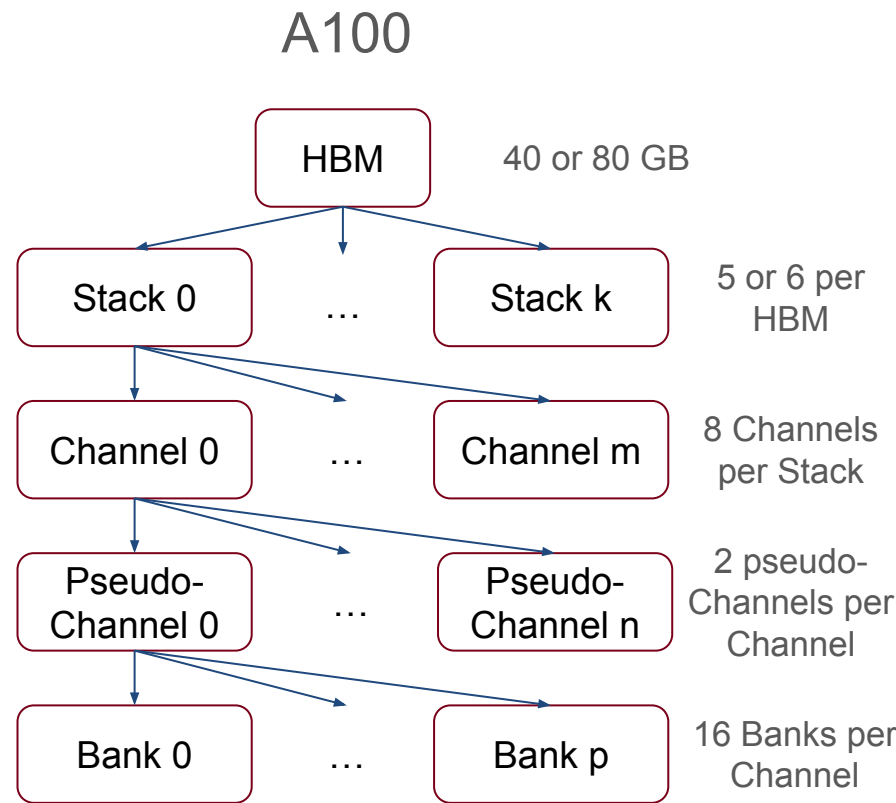 A100
HBM
40 or 80 GB
Stack 0
…
Stack k
5 or 6 per
HBM
Channel 0
…
Channel m
8 Channels
per Stack
Pseudo-
Channel 0
…
Pseudo-
Channel n
2 pseudo-
Channels per
Channel
Bank 0
…
Bank p
16 Banks per
Channel